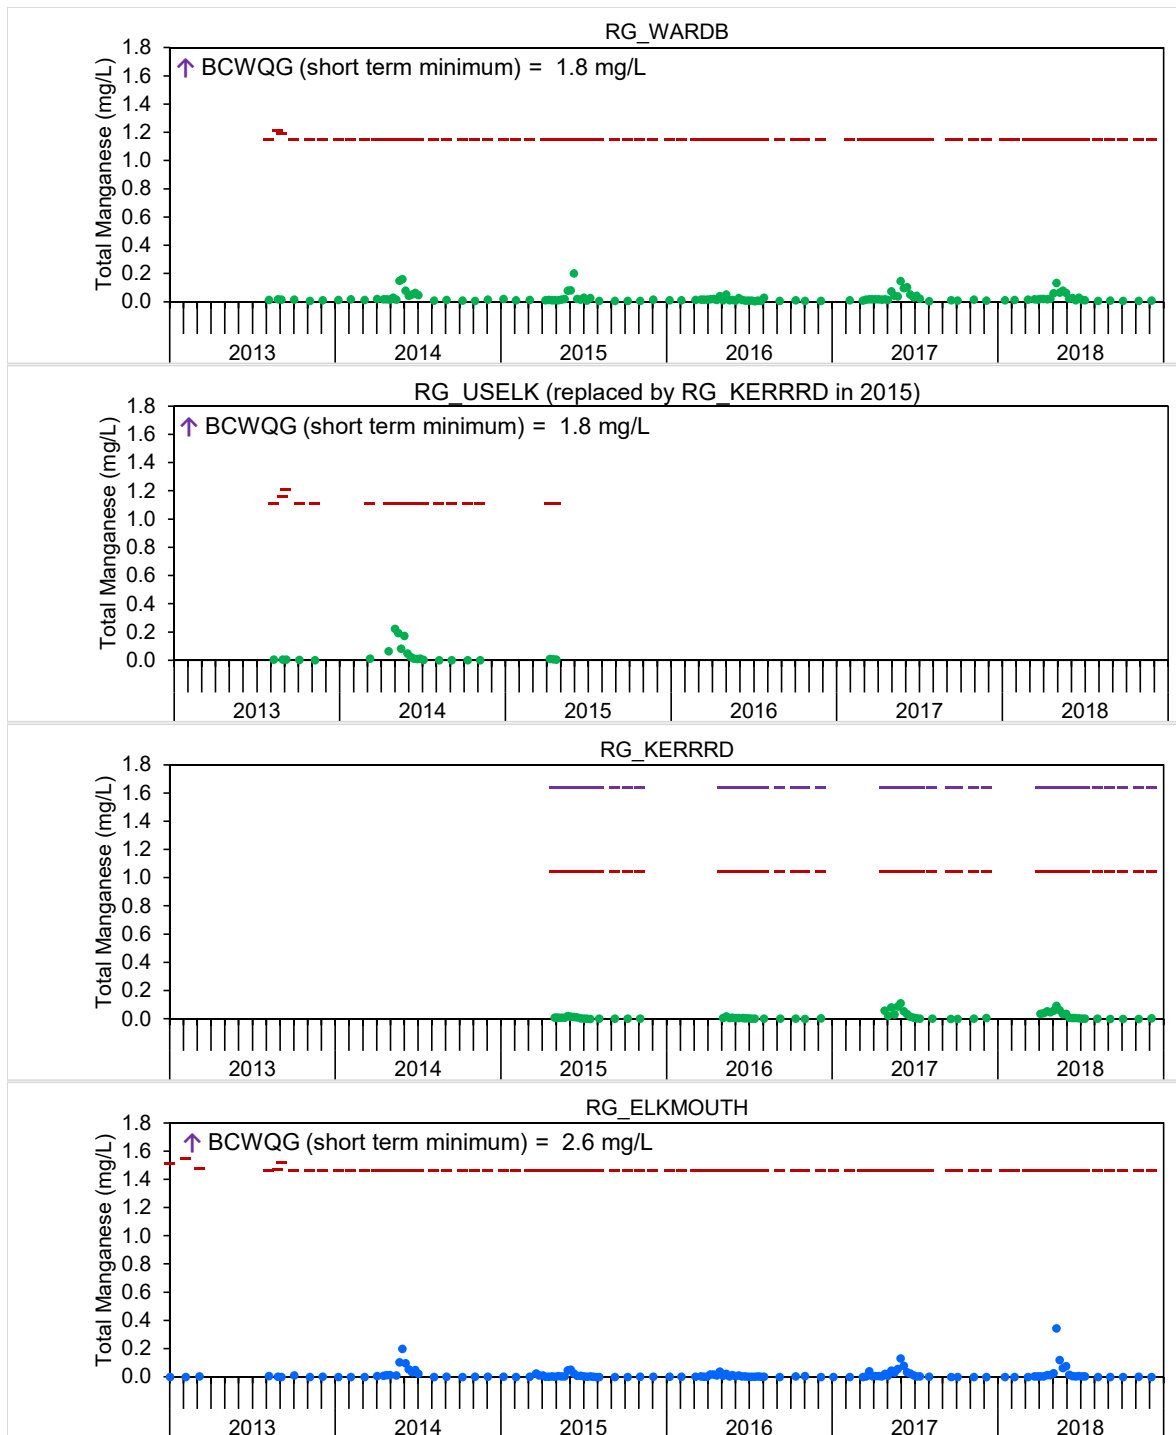 RG_WARDB
↑ BCWQG (short term minimum) = 1.8 mg/L
Total Manganese (mg/L)
1.8
1.6
1.4
1.2
1.0
0.8
0.6
0.4
0.2
0.0
2013 2014 2015 2016 2017 2018
RG_USELK (replaced by RG_KERRRD in 2015)
↑ BCWQG (short term minimum) = 1.8 mg/L
Total Manganese (mg/L)
1.8
1.6
1.4
1.2
1.0
0.8
0.6
0.4
0.2
0.0
2013 2014 2015 2016 2017 2018
RG_KERRRD
Total Manganese (mg/L)
1.8
1.6
1.4
1.2
1.0
0.8
0.6
0.4
0.2
0.0
2013 2014 2015 2016 2017 2018
RG_ELKMOUTH
↑ BCWQG (short term minimum) = 2.6 mg/L
Total Manganese (mg/L)
1.8
1.6
1.4
1.2
1.0
0.8
0.6
0.4
0.2
0.0
2013 2014 2015 2016 2017 2018